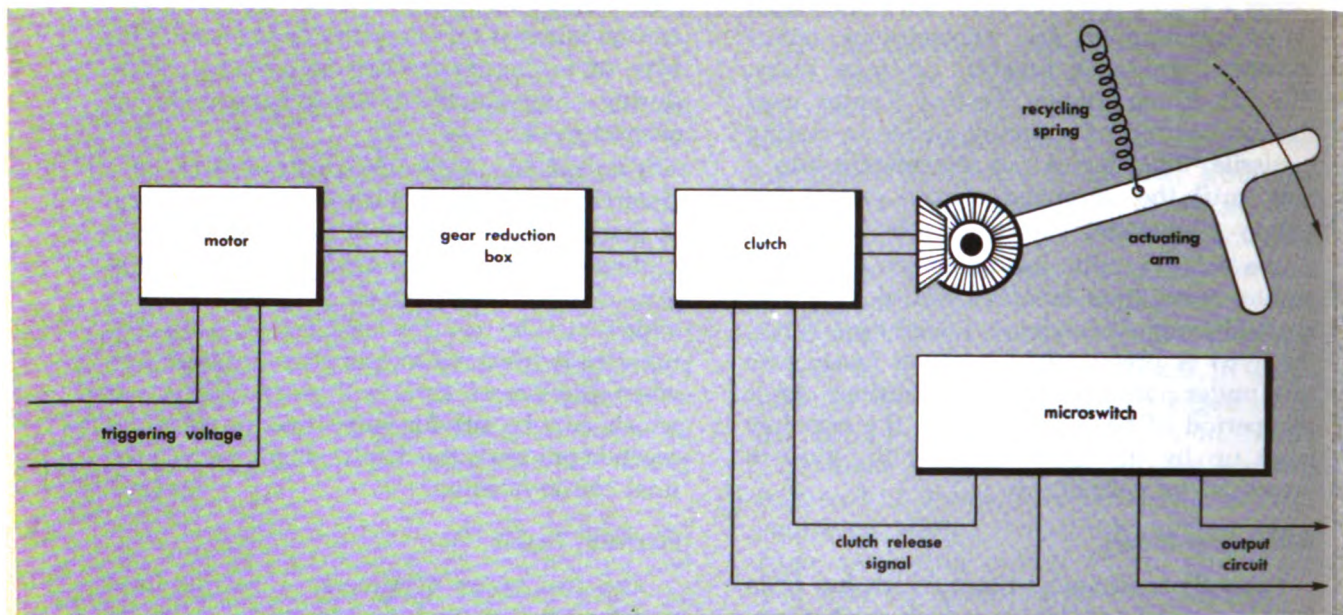 recycling
spring
motor
gear reduction
box
clutch
actuating
arm
microswitch
triggering voltage
clutch release
signal
output
circuit